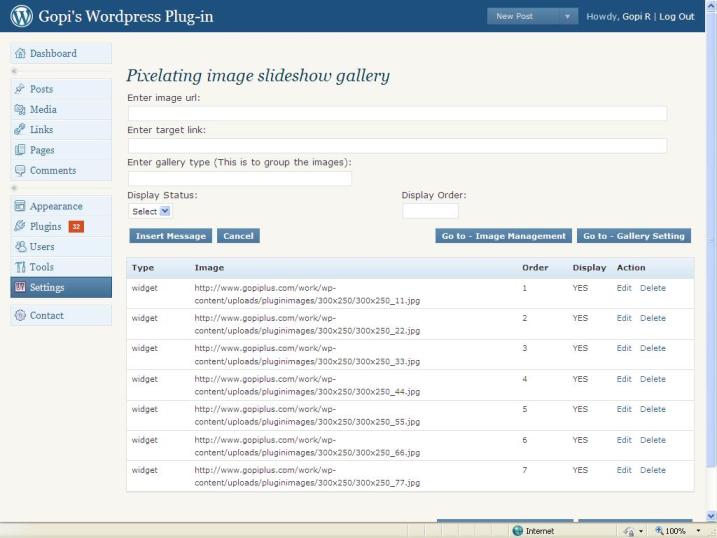 Gopi's Wordpress Plug-in
New Post
Howdy, Gopi R | Log Out
Dashboard
Posts
Media
Links
Pages
Comments
Appearance
Plugins 32
Users
Tools
Settings
Contact
Pixelating image slideshow gallery
Enter image url:
Enter target link:
Enter gallery type (This is to group the images):
Display Status:
Display Order:
Select
Insert Message
Cancel
Go to - Image Management
Go to - Gallery Setting
Type Image Order Display Action
widget http://www.gopiplus.com/work/wp- 1 YES Edit Delete
content/uploads/pluginimages/300x250/300x250_11.jpg
widget http://www.gopiplus.com/work/wp- 2 YES Edit Delete
content/uploads/pluginimages/300x250/300x250_22.jpg
widget http://www.gopiplus.com/work/wp- 3 YES Edit Delete
content/uploads/pluginimages/300x250/300x250_33.jpg
widget http://www.gopiplus.com/work/wp- 4 YES Edit Delete
content/uploads/pluginimages/300x250/300x250_44.jpg
widget http://www.gopiplus.com/work/wp- 5 YES Edit Delete
content/uploads/pluginimages/300x250/300x250_55.jpg
widget http://www.gopiplus.com/work/wp- 6 YES Edit Delete
content/uploads/pluginimages/300x250/300x250_66.jpg
widget http://www.gopiplus.com/work/wp- 7 YES Edit Delete
content/uploads/pluginimages/300x250/300x250_77.jpg
Internet
100%